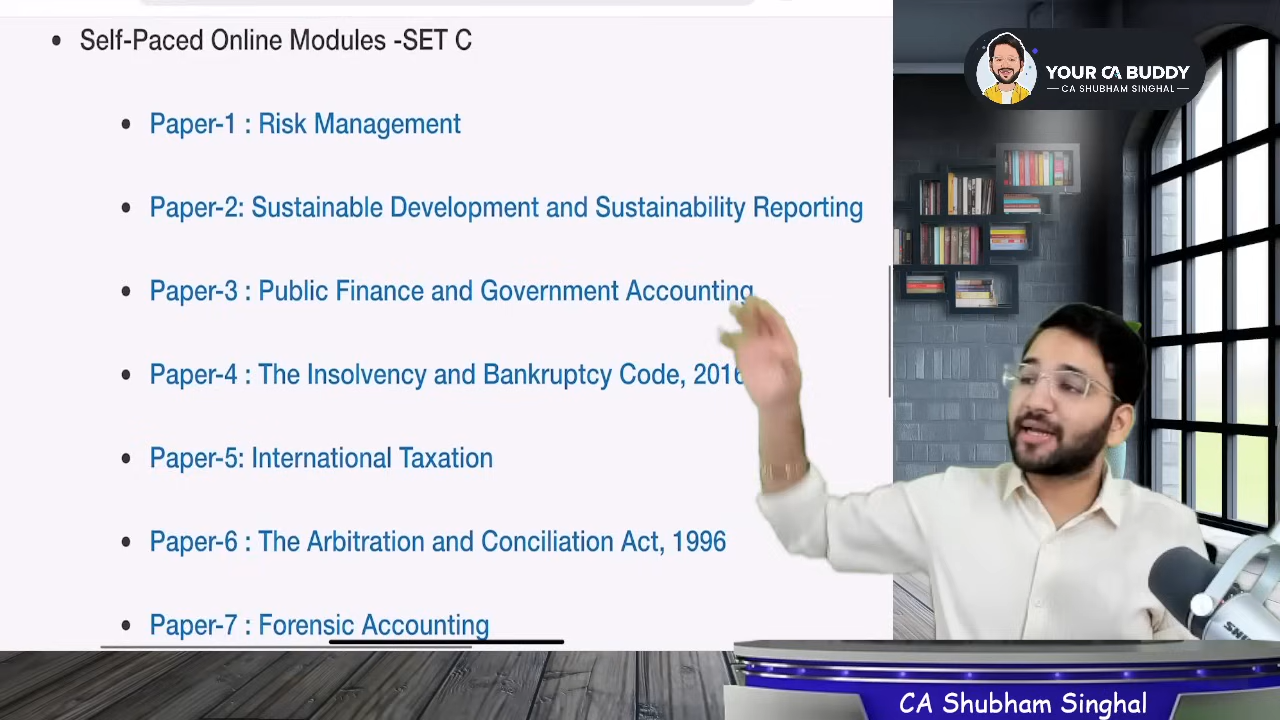 Self-Paced Online Modules -SET C
Paper-1 : Risk Management
Paper-2: Sustainable Development and Sustainability Reporting
Paper-3 : Public Finance and Government Accounting
Paper-4 : The Insolvency and Bankruptcy Code, 2016
Paper-5: International Taxation
Paper-6 : The Arbitration and Conciliation Act, 1996
Paper-7 : Forensic Accounting
YOUR CA BUDDY
CA SHUBHAM SINGHAL
CA Shubham Singhal